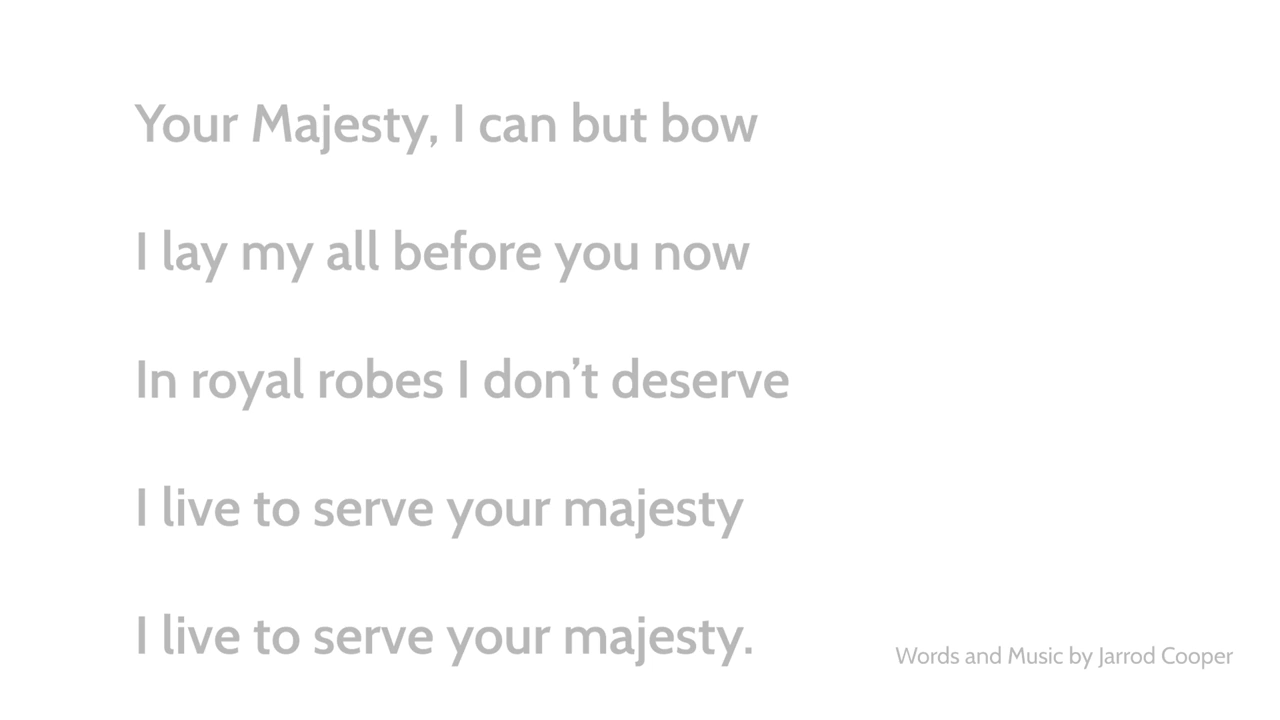 Your Majesty, I can but bow
I lay my all before you now
In royal robes I don’t deserve
I live to serve your majesty
I live to serve your majesty.
Words and Music by Jarrod Cooper